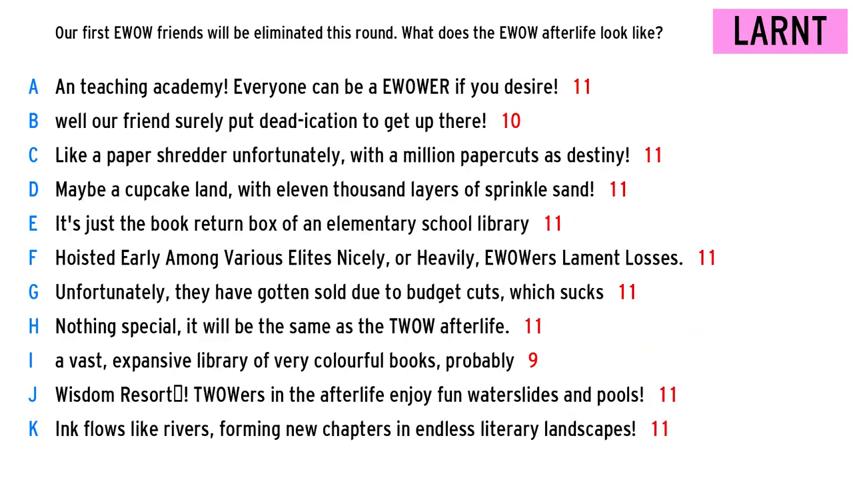 Our first EWOW friends will be eliminated this round. What does the EWOW afterlife look like?
LARNT
A An teaching academy! Everyone can be a EWOWER if you desire! 11
B well our friend surely put dead-ication to get up there! 10
C Like a paper shredder unfortunately, with a million papercuts as destiny! 11
D Maybe a cupcake land, with eleven thousand layers of sprinkle sand! 11
E It's just the book return box of an elementary school library 11
F Hoisted Early Among Various Elites Nicely, or Heavily, EWOWers Lament Losses. 11
G Unfortunately, they have gotten sold due to budget cuts, which sucks 11
H Nothing special, it will be the same as the TWOW afterlife. 11
I a vast, expansive library of very colourful books, probably 9
J Wisdom Resort▯! TWOWers in the afterlife enjoy fun waterslides and pools! 11
K Ink flows like rivers, forming new chapters in endless literary landscapes! 11